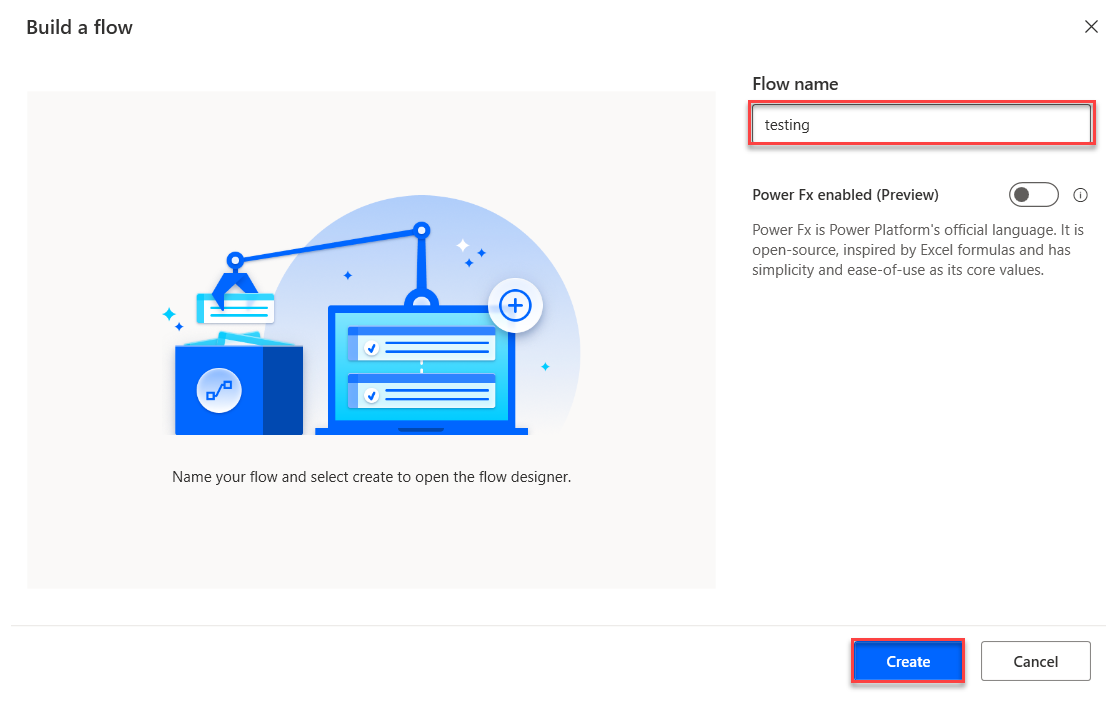 Build a flow
Flow name
testing
Power Fx enabled (Preview)
Power Fx is Power Platform's official language. It is
open-source, inspired by Excel formulas and has
simplicity and ease-of-use as its core values.
Name your flow and select create to open the flow designer.
Create
Cancel